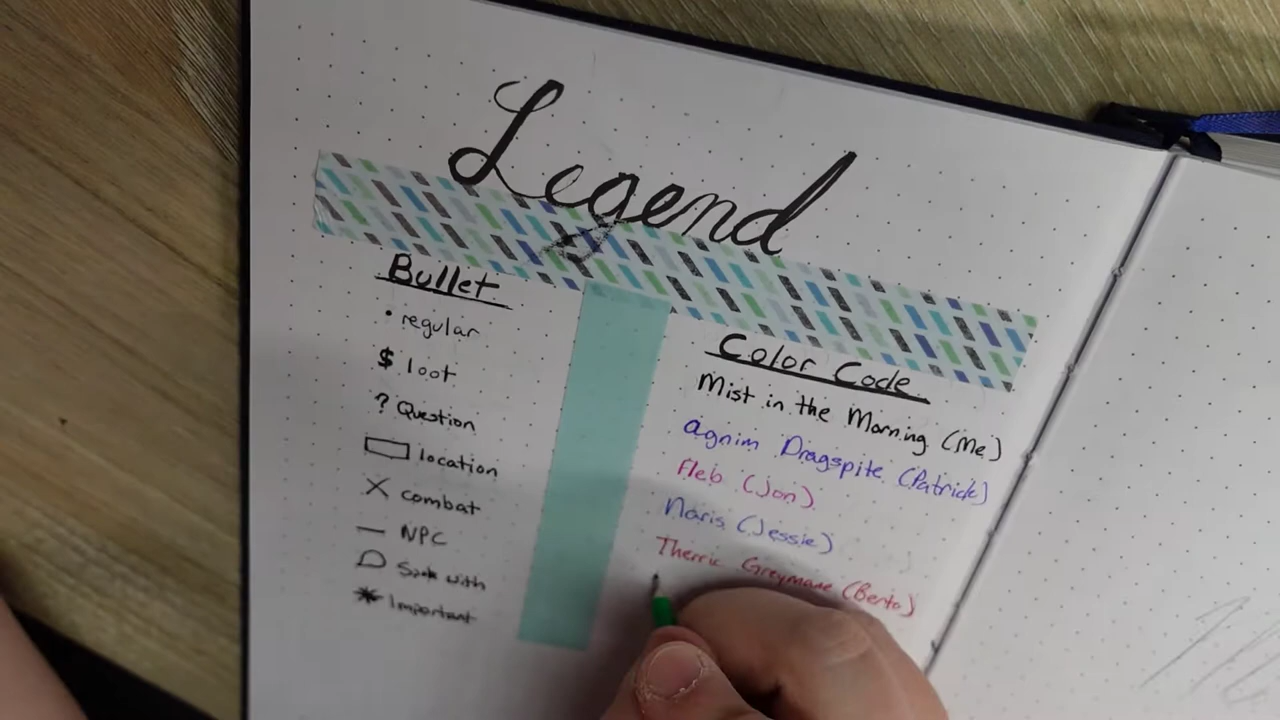 Legend
Bullet
• regular
$ loot
? Question
location
X combat
— NPC
with
* Important
Color Code
Mist in the Morning (Me)
Agnim Dragspite (Patrick)
Fleb (Jon)
Naris (Jessie)
Therric Greymane (Berto)